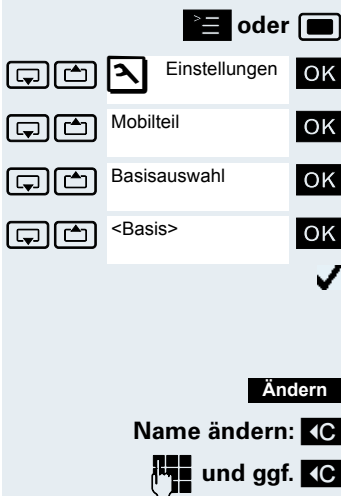 oder
Einstellungen OK
Mobilteil OK
Basisauswahl OK
<Basis> OK
Ändern
Name ändern: C
und ggf. C